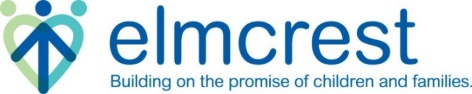 elmcrest
Building on the promise of children and families.